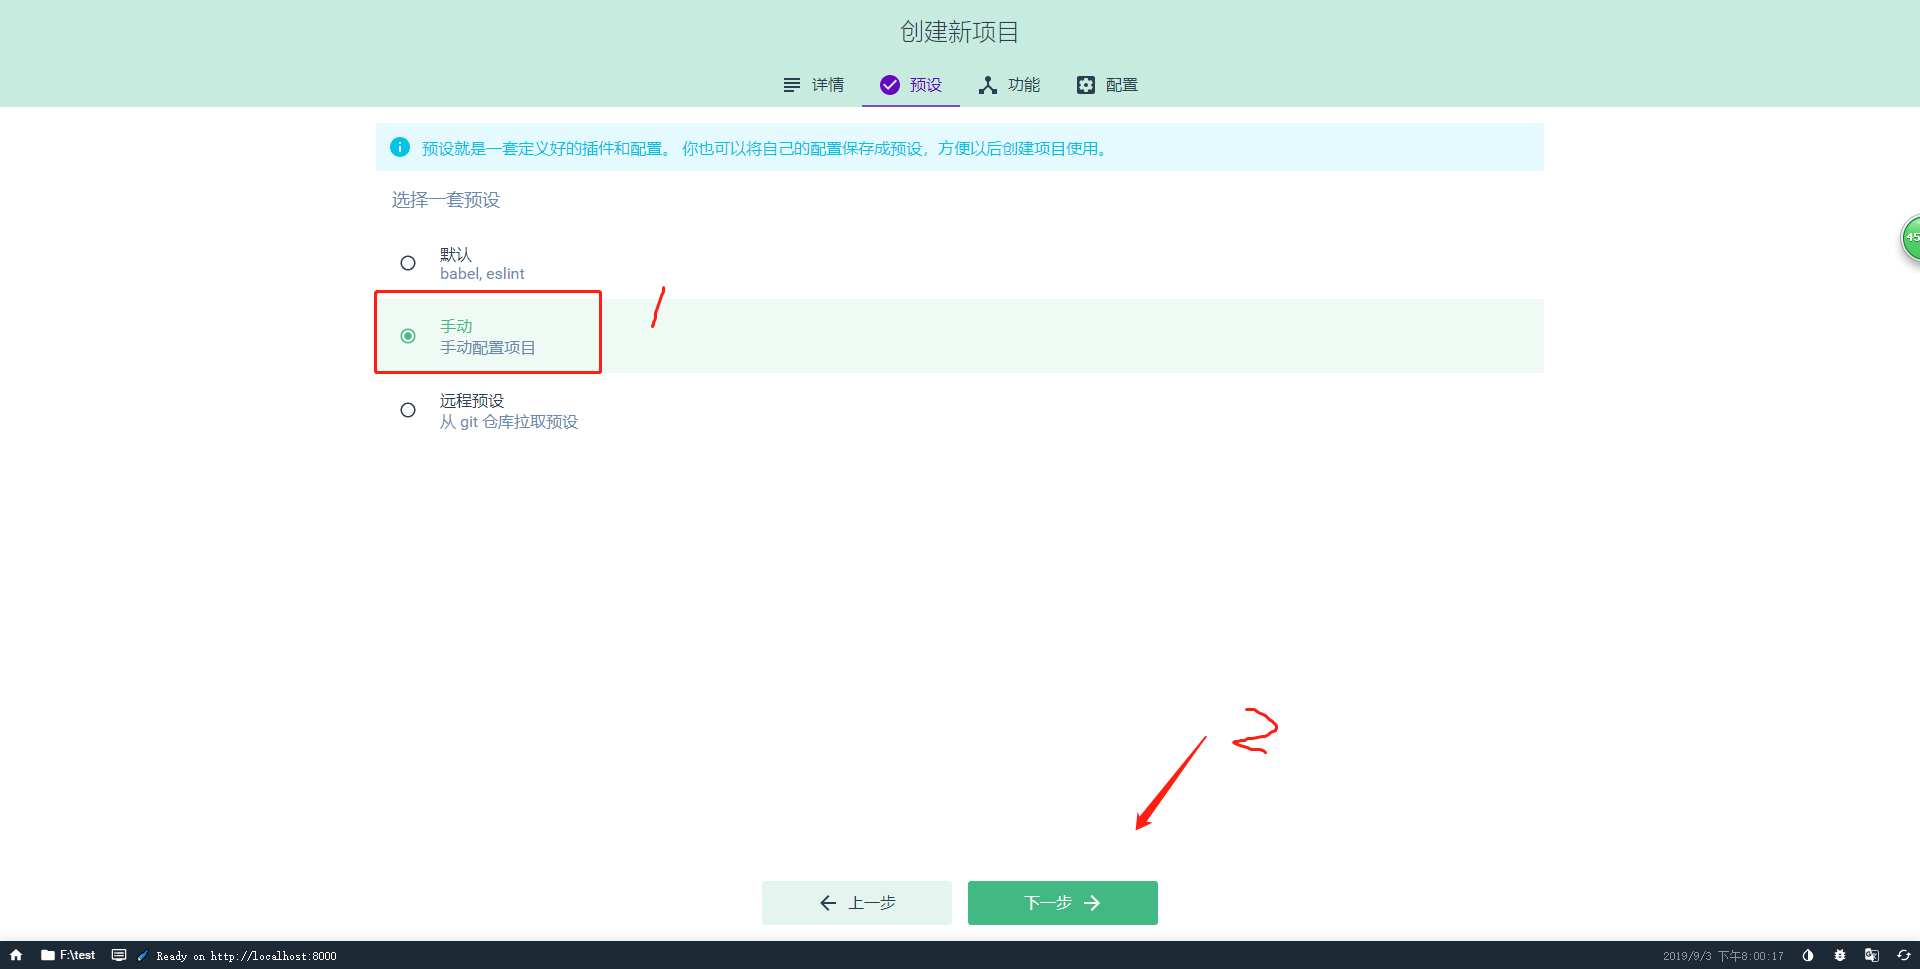 创建新项目
详情 预设 功能 配置
预设就是一套定义好的插件和配置。 你也可以将自己的配置保存成预设，方便以后创建项目使用。
选择一套预设
45
默认
babel, eslint
1
手动
手动配置项目
远程预设
从 git 仓库拉取预设
2
上一步 下一步
F:\test Ready on http://localhost:8000 2019/9/3 下午8:00:17